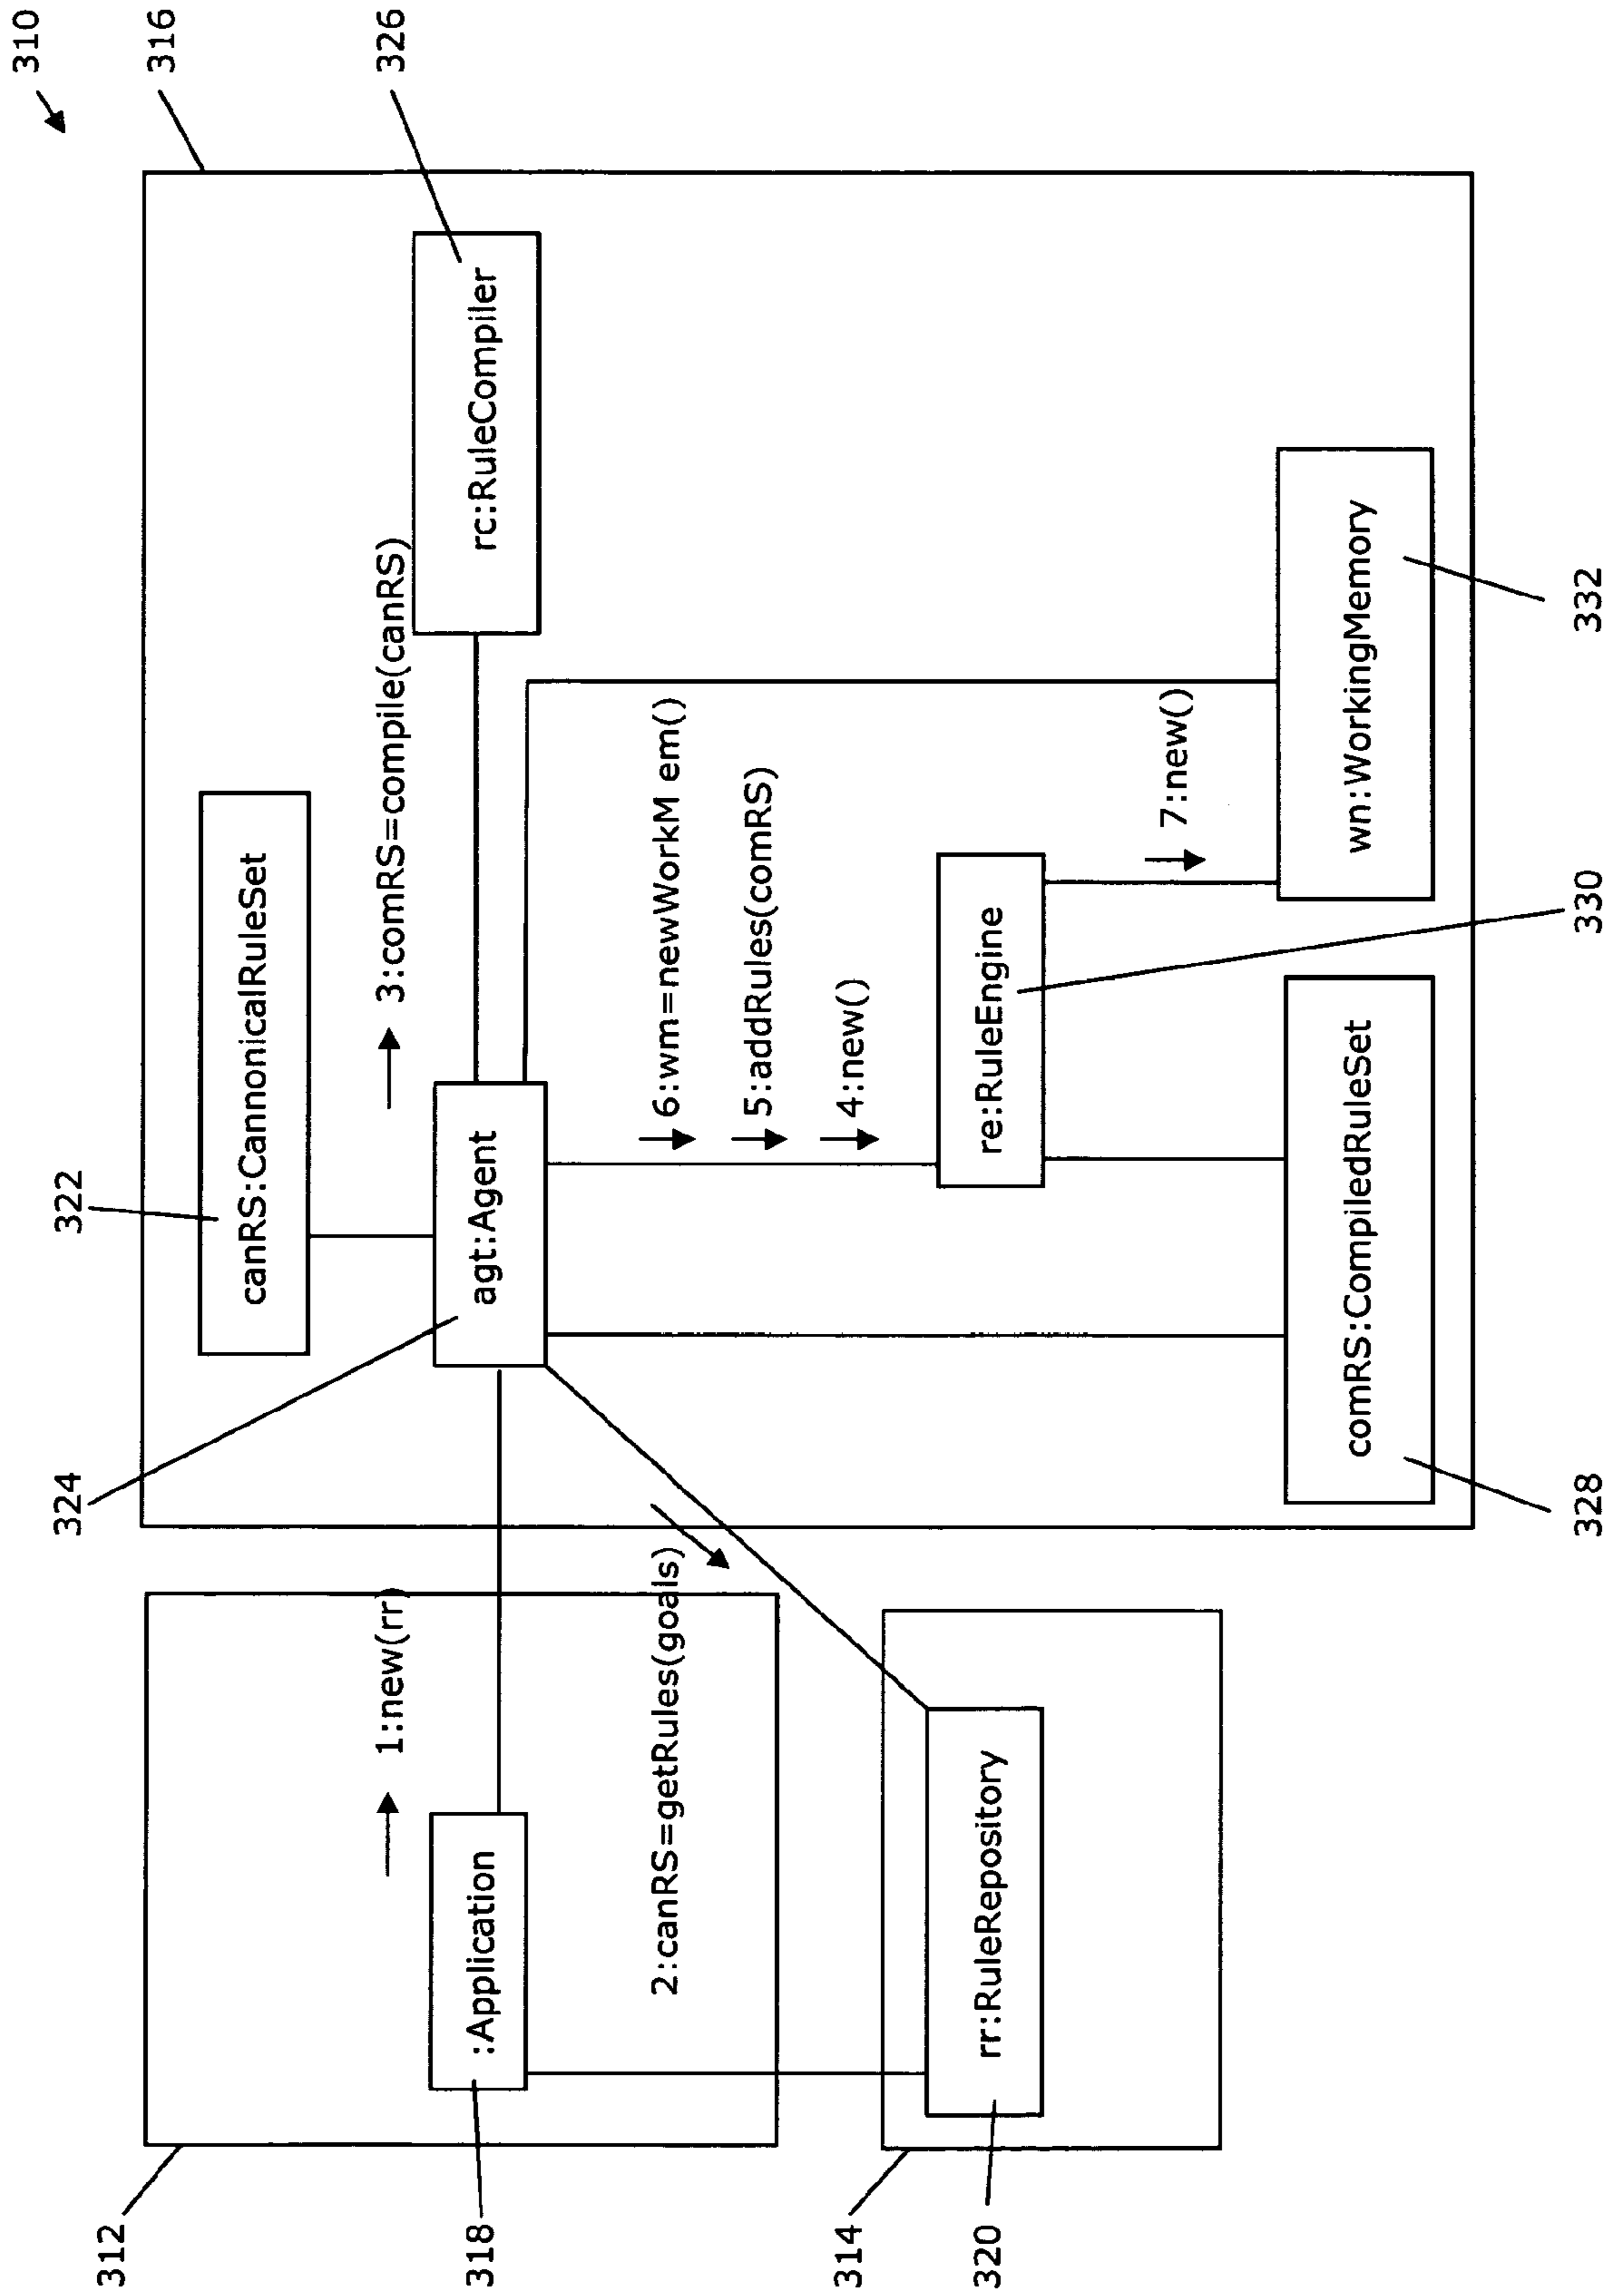 310
316
326
322
324
canRS:CannonicalRuleSet
3:comRS=compile(canRS)
rc:RuleCompiler
agt:Agent
6:wm=newWorkM em()
5:addRules(comRS)
4:new()
re:RuleEngine
7:new()
comRS:CompiledRuleSet
wn:WorkingMemory
328
330
332
312
1:new(rr)
:Application
318
2:canRS=getRules(goals)
314
rr:RuleRepository
320